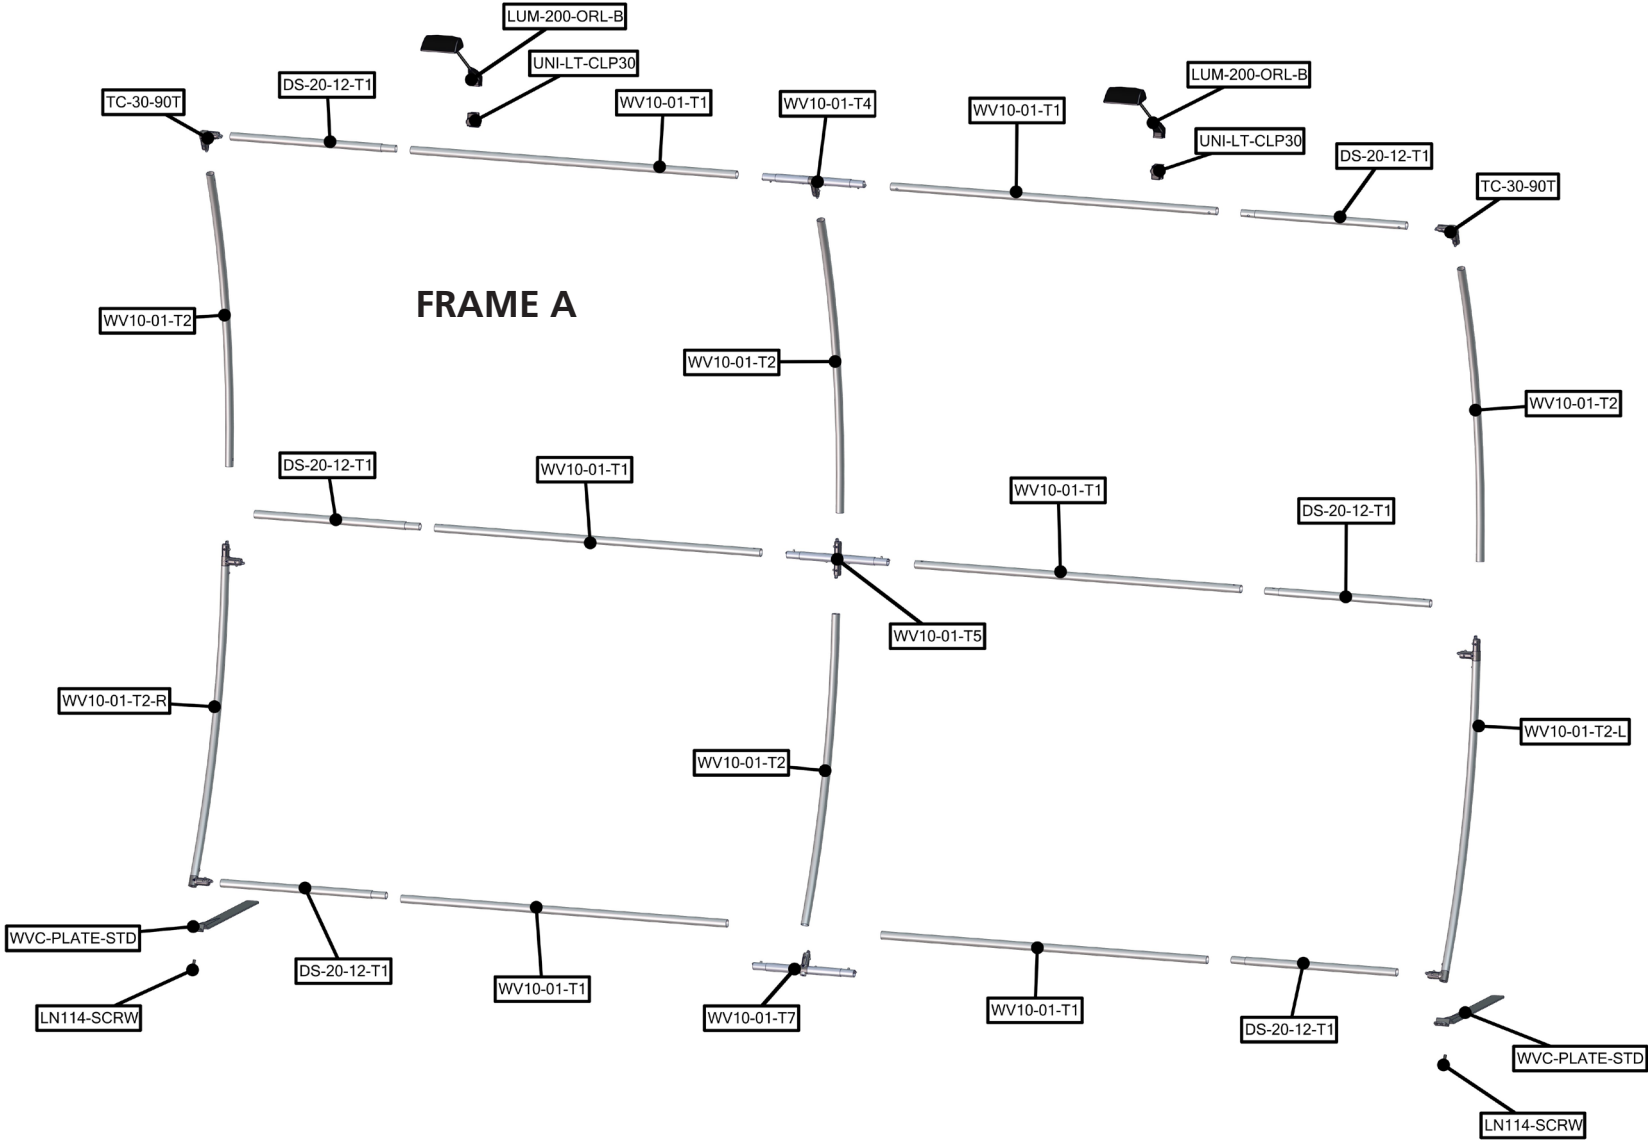 LUM-200-ORL-B
UNI-LT-CLP30
LUM-200-ORL-B
DS-20-12-T1
TC-30-90T
WV10-01-T1
WV10-01-T4
WV10-01-T1
UNI-LT-CLP30
DS-20-12-T1
TC-30-90T
FRAME A
WV10-01-T2
WV10-01-T2
WV10-01-T2
DS-20-12-T1
WV10-01-T1
WV10-01-T1
DS-20-12-T1
WV10-01-T5
WV10-01-T2-R
WV10-01-T2-L
WV10-01-T2
WVC-PLATE-STD
DS-20-12-T1
WV10-01-T1
LN114-SCRW
WV10-01-T7
WV10-01-T1
DS-20-12-T1
WVC-PLATE-STD
LN114-SCRW